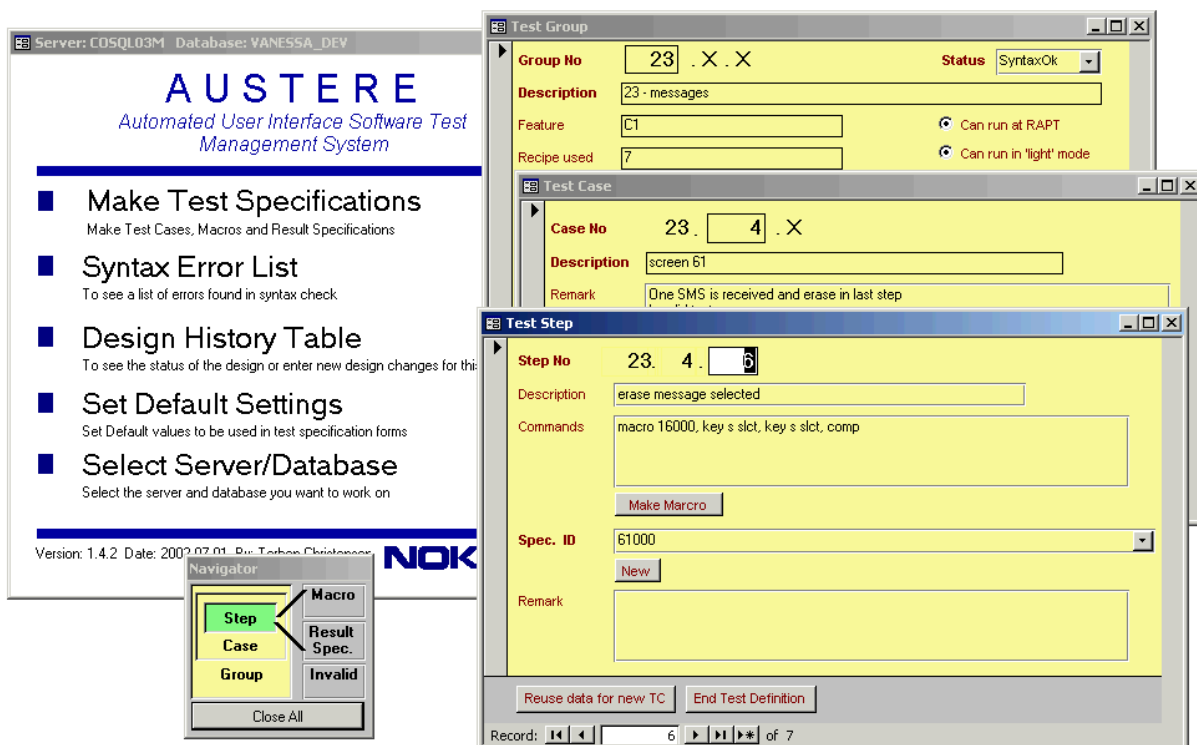 Server: COSQL03M Database: VANESSA_DEV
A U S T E R E
Automated User Interface Software Test
Management System
Make Test Specifications
Make Test Cases, Macros and Result Specifications
Syntax Error List
To see a list of errors found in syntax check
Design History Table
To see the status of the design or enter new design changes for this
Set Default Settings
Set Default values to be used in test specification forms
Select Server/Database
Select the server and database you want to work on
Version: 1.4.2 Date: 2002.07.01 By: Torben
NOK
Navigator
Step
Case
Group
Macro
Result
Spec.
Invalid
Close All
Test Group
Group No 23 . X . X Status SyntaxOk
Description 23 - messages
Feature C1 Can run at RAPT
Recipe used 7 Can run in 'light' mode
Test Case
Case No 23. 4 . X
Description screen 61
Remark One SMS is received and erase in last step
Test Step
Step No 23. 4. 6
Description erase message selected
Commands macro 16000, key s slct, key s slct, comp
Make Marcro
Spec. ID 61000
New
Remark
Reuse data for new TC End Test Definition
Record: 6 of 7